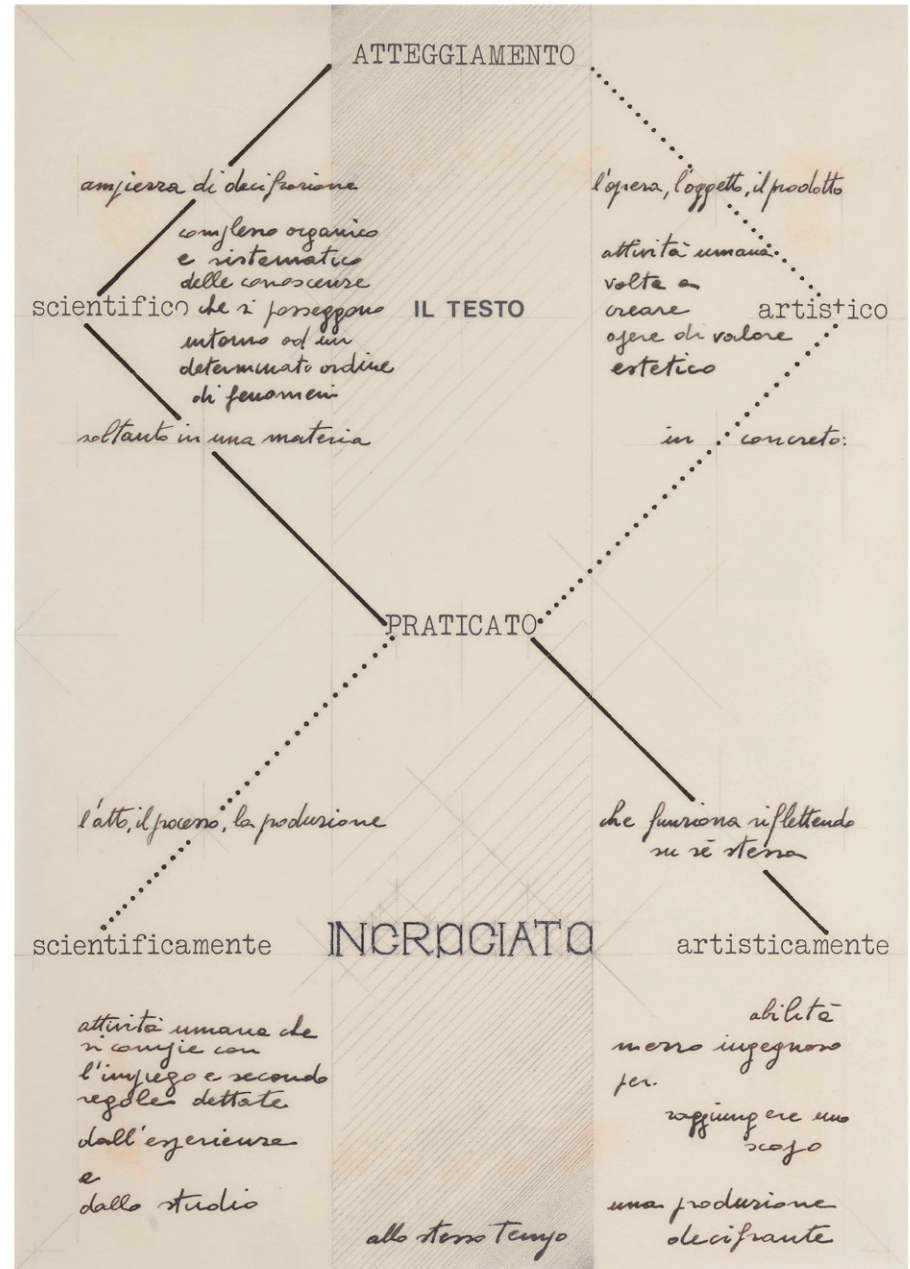 ATTEGGIAMENTO
ampiezza di decifrazione
l'opera, l'oggetto, il prodotto
complesso organico
e sistematico
delle conoscenze
che si posseggono
intorno ad un
determinato ordine
di fenomeni
scientifico
IL TESTO
attività umana
volta a
creare
opere di valore
estetico
artistico
soltanto in una materia
in concreto:
PRATICATO
l'atto, il processo, la produzione
che funziona riflettendo
su sè stessa
scientificamente
INCROCIATO
artisticamente
attività umana che
si compie con
l'impiego e secondo
regole dettate
dall'esperienza
e
dallo studio
abilità
mezzo ingegnoso
per.
raggiungere uno
scopo
una produzione
decifrante
allo stesso tempo